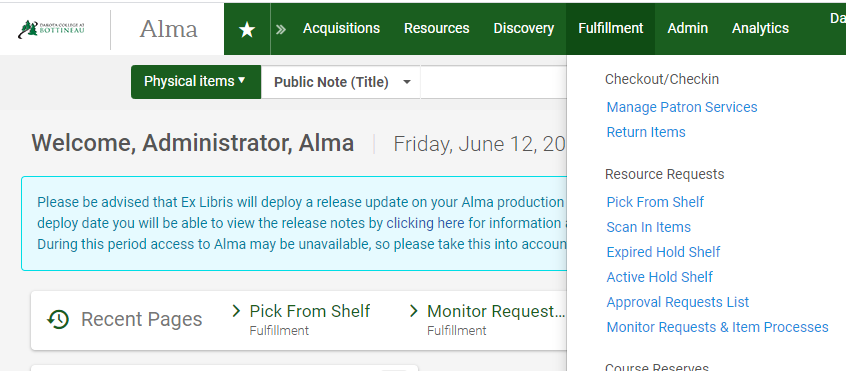 DAKOTA COLLEGE AT
BOTTINEAU
Alma
Acquisitions Resources Discovery Fulfillment Admin Analytics Da
Physical items Public Note (Title)
Welcome, Administrator, Alma Friday, June 12, 20
Please be advised that Ex Libris will deploy a release update on your Alma production
deploy date you will be able to view the release notes by clicking here for information
During this period access to Alma may be unavailable, so please take this into accoun
Recent Pages
Pick From Shelf
Fulfillment
Monitor Request...
Fulfillment
Checkout/Checkin
Manage Patron Services
Return Items
Resource Requests
Pick From Shelf
Scan In Items
Expired Hold Shelf
Active Hold Shelf
Approval Requests List
Monitor Requests & Item Processes
Course Reserves